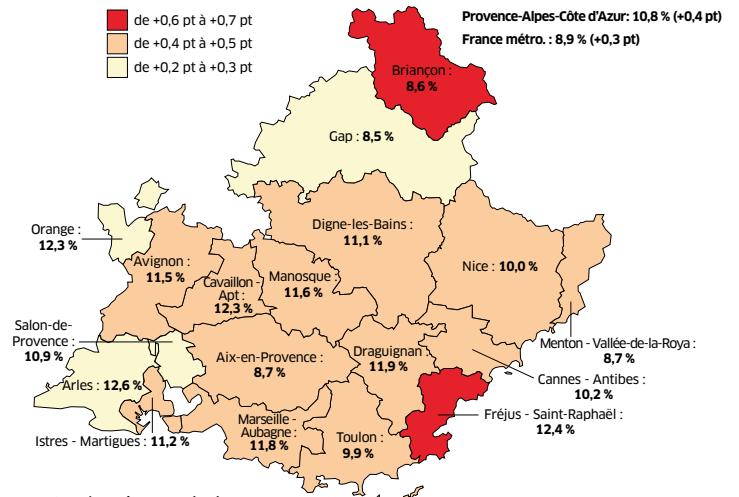 de +0,6 pt à +0,7 pt
de +0,4 pt à +0,5 pt
de +0,2 pt à +0,3 pt
Provence-Alpes-Côte d'Azur: 10,8 % (+0,4 pt)
France métro. : 8,9 % (+0,3 pt)
Briançon :
8,6 %
Gap : 8,5 %
Orange :
12,3 %
Avignon :
11,5 %
Cavaillon -
Apt :
12,3 %
Manosque :
11,6 %
Digne-les-Bains :
11,1 %
Nice : 10,0 %
Menton - Vallée-de-la-Roya :
8,7 %
Salon-de-
Provence :
10,9 %
Aix-en-Provence :
8,7 %
Draguignan :
11,9 %
Cannes - Antibes :
10,2 %
Arles : 12,6 %
Fréjus - Saint-Raphaël :
12,4 %
Istres - Martigues : 11,2 %
Marseille -
Aubagne :
11,8 %
Toulon :
9,9 %